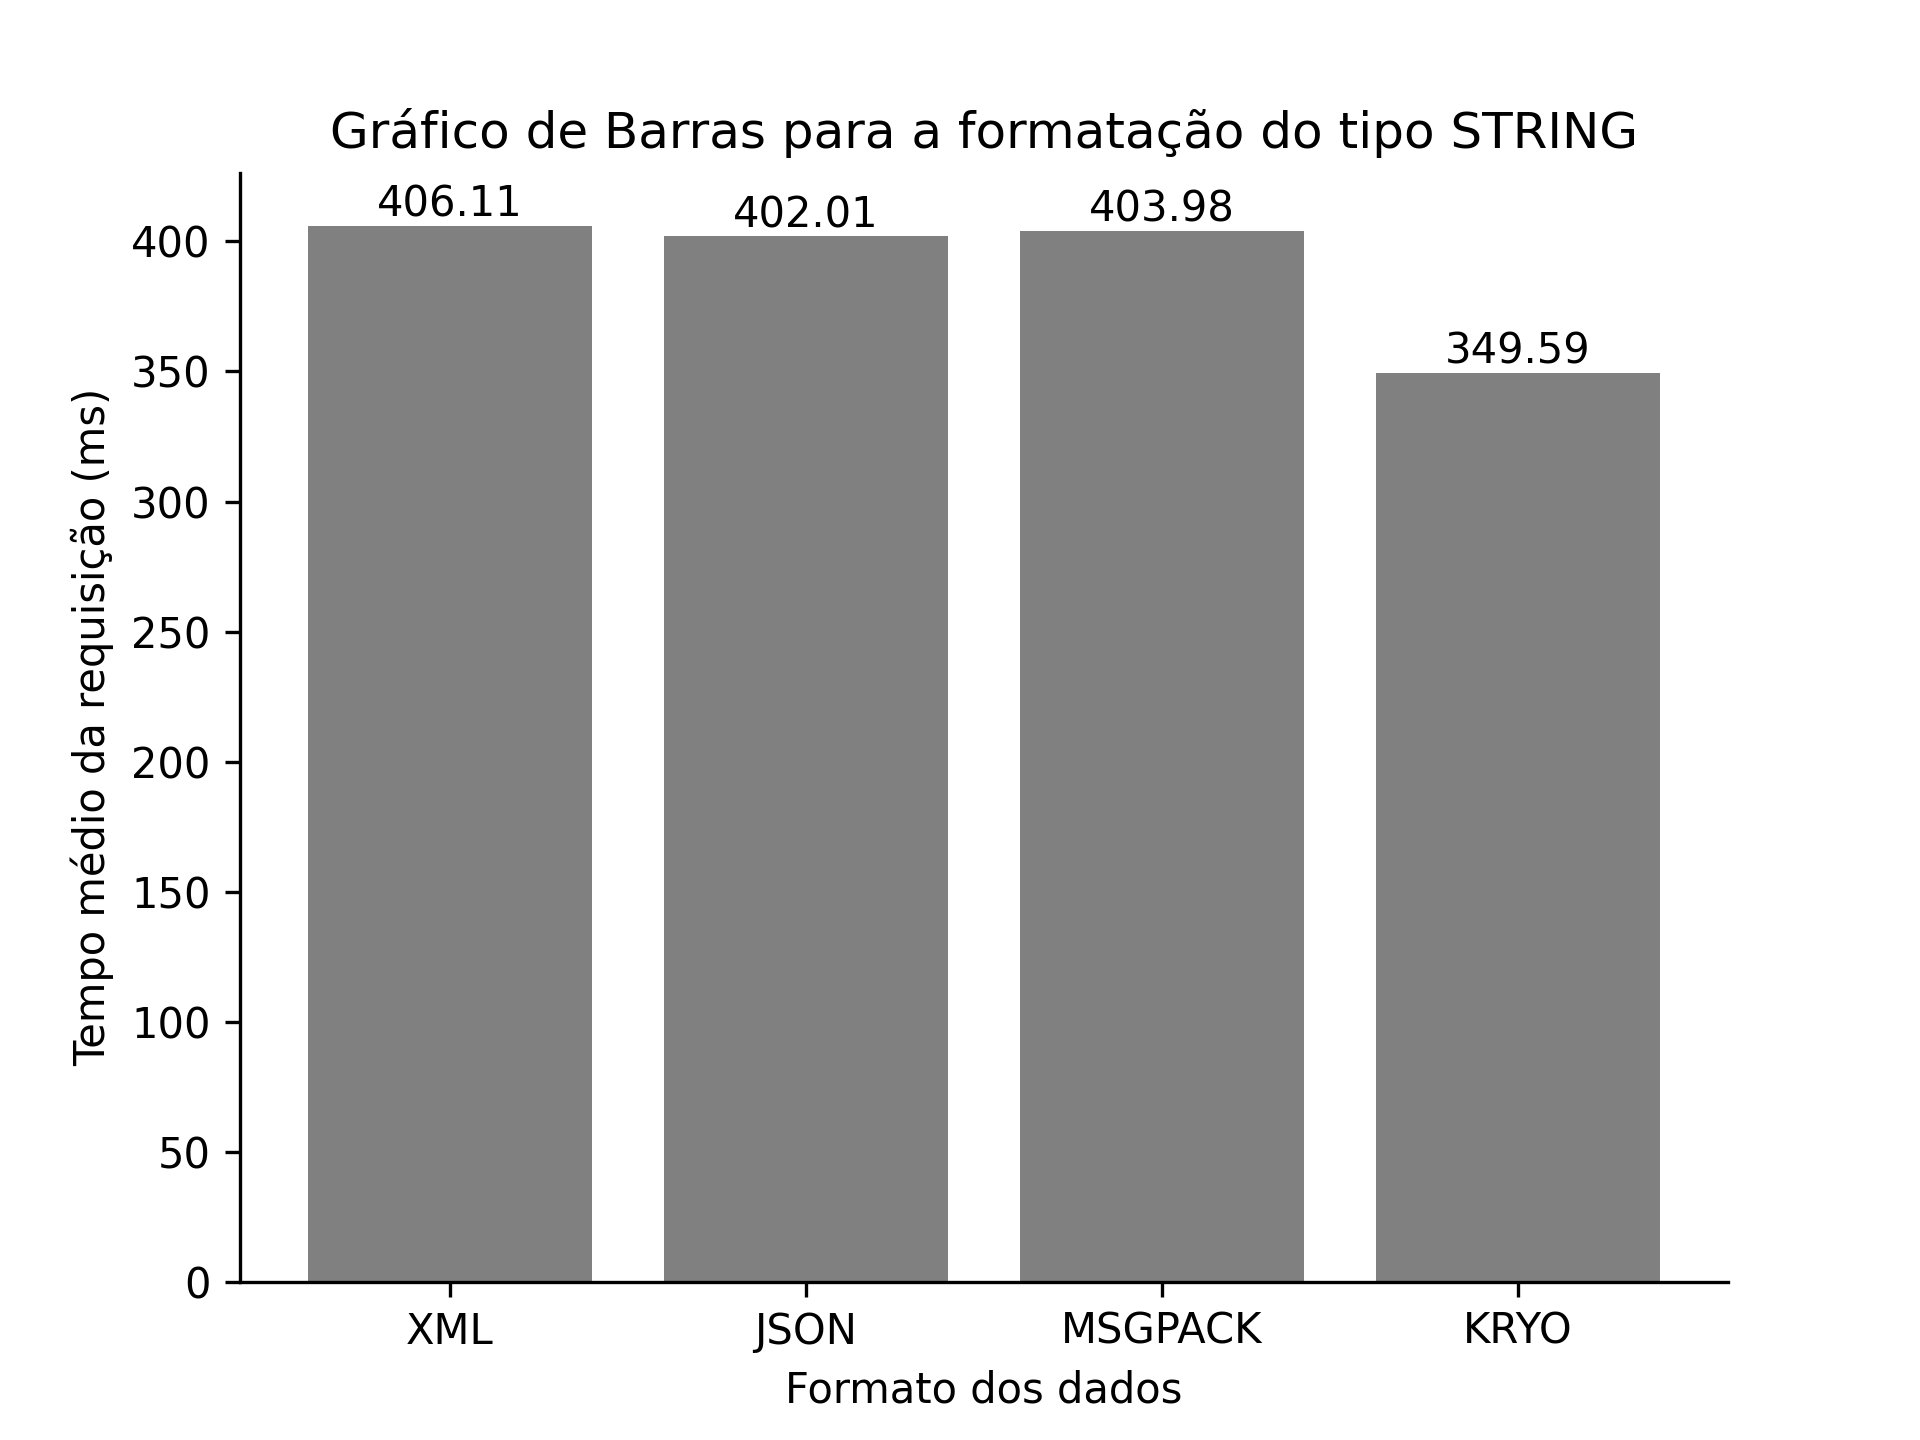 Gráfico de Barras para a formatação do tipo STRING
406.11
402.01
403.98
349.59
Tempo médio da requisição (ms)
400
350
300
250
200
150
100
50
0
XML
JSON
MSGPACK
KRYO
Formato dos dados